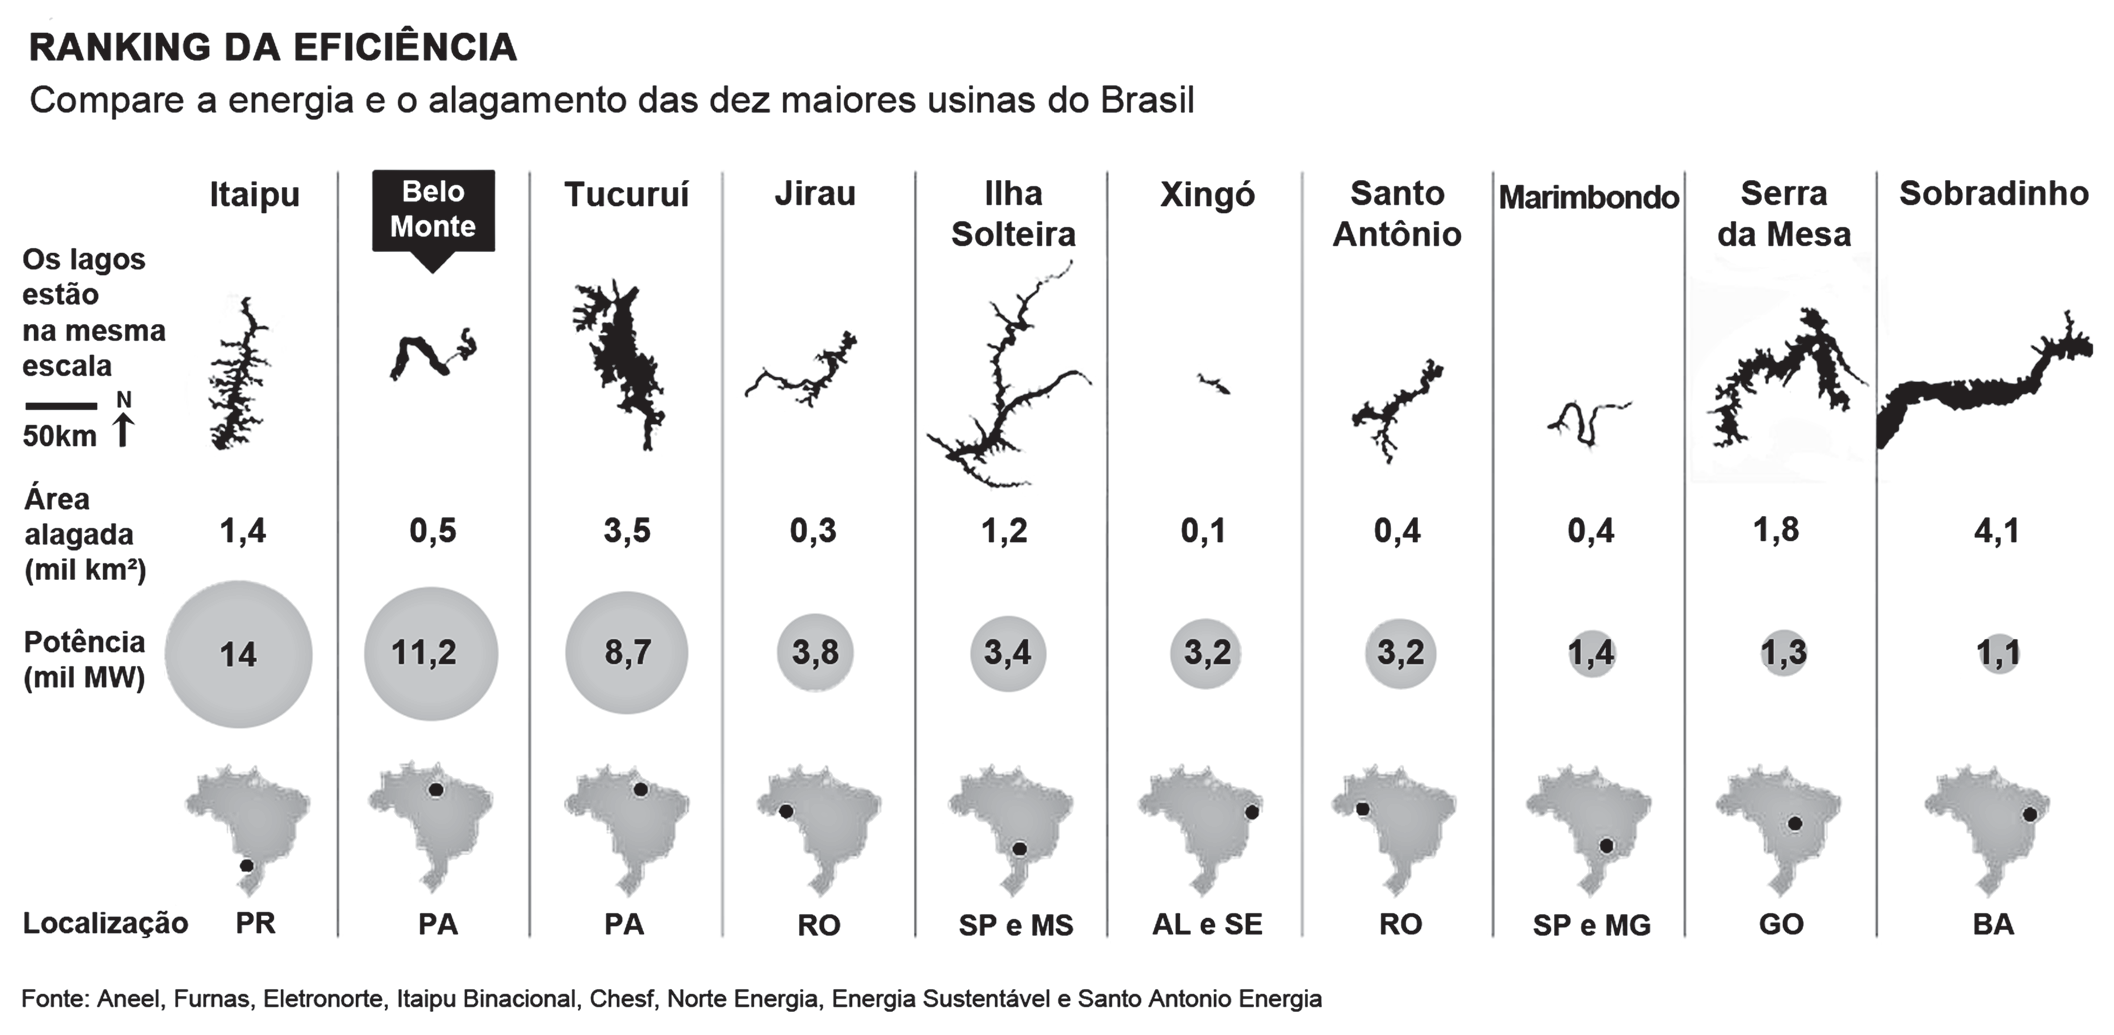 RANKING DA EFICIÊNCIA
Compare a energia e o alagamento das dez maiores usinas do Brasil
Itaipu
Belo
Monte
Tucuruí
Jirau
Ilha
Solteira
Xingó
Santo
Antônio
Marimbondo
Serra
da Mesa
Sobradinho
Os lagos
estão
na mesma
escala
N
50km
Área
alagada
(mil km²)
1,4 0,5 3,5 0,3 1,2 0,1 0,4 0,4 1,8 4,1
Potência
(mil MW)
14 11,2 8,7 3,8 3,4 3,2 3,2 1,4 1,3 1,1
Localização PR PA PA RO SP e MS AL e SE RO SP e MG GO BA
Fonte: Aneel, Furnas, Eletronorte, Itaipu Binacional, Chesf, Norte Energia, Energia Sustentável e Santo Antonio Energia